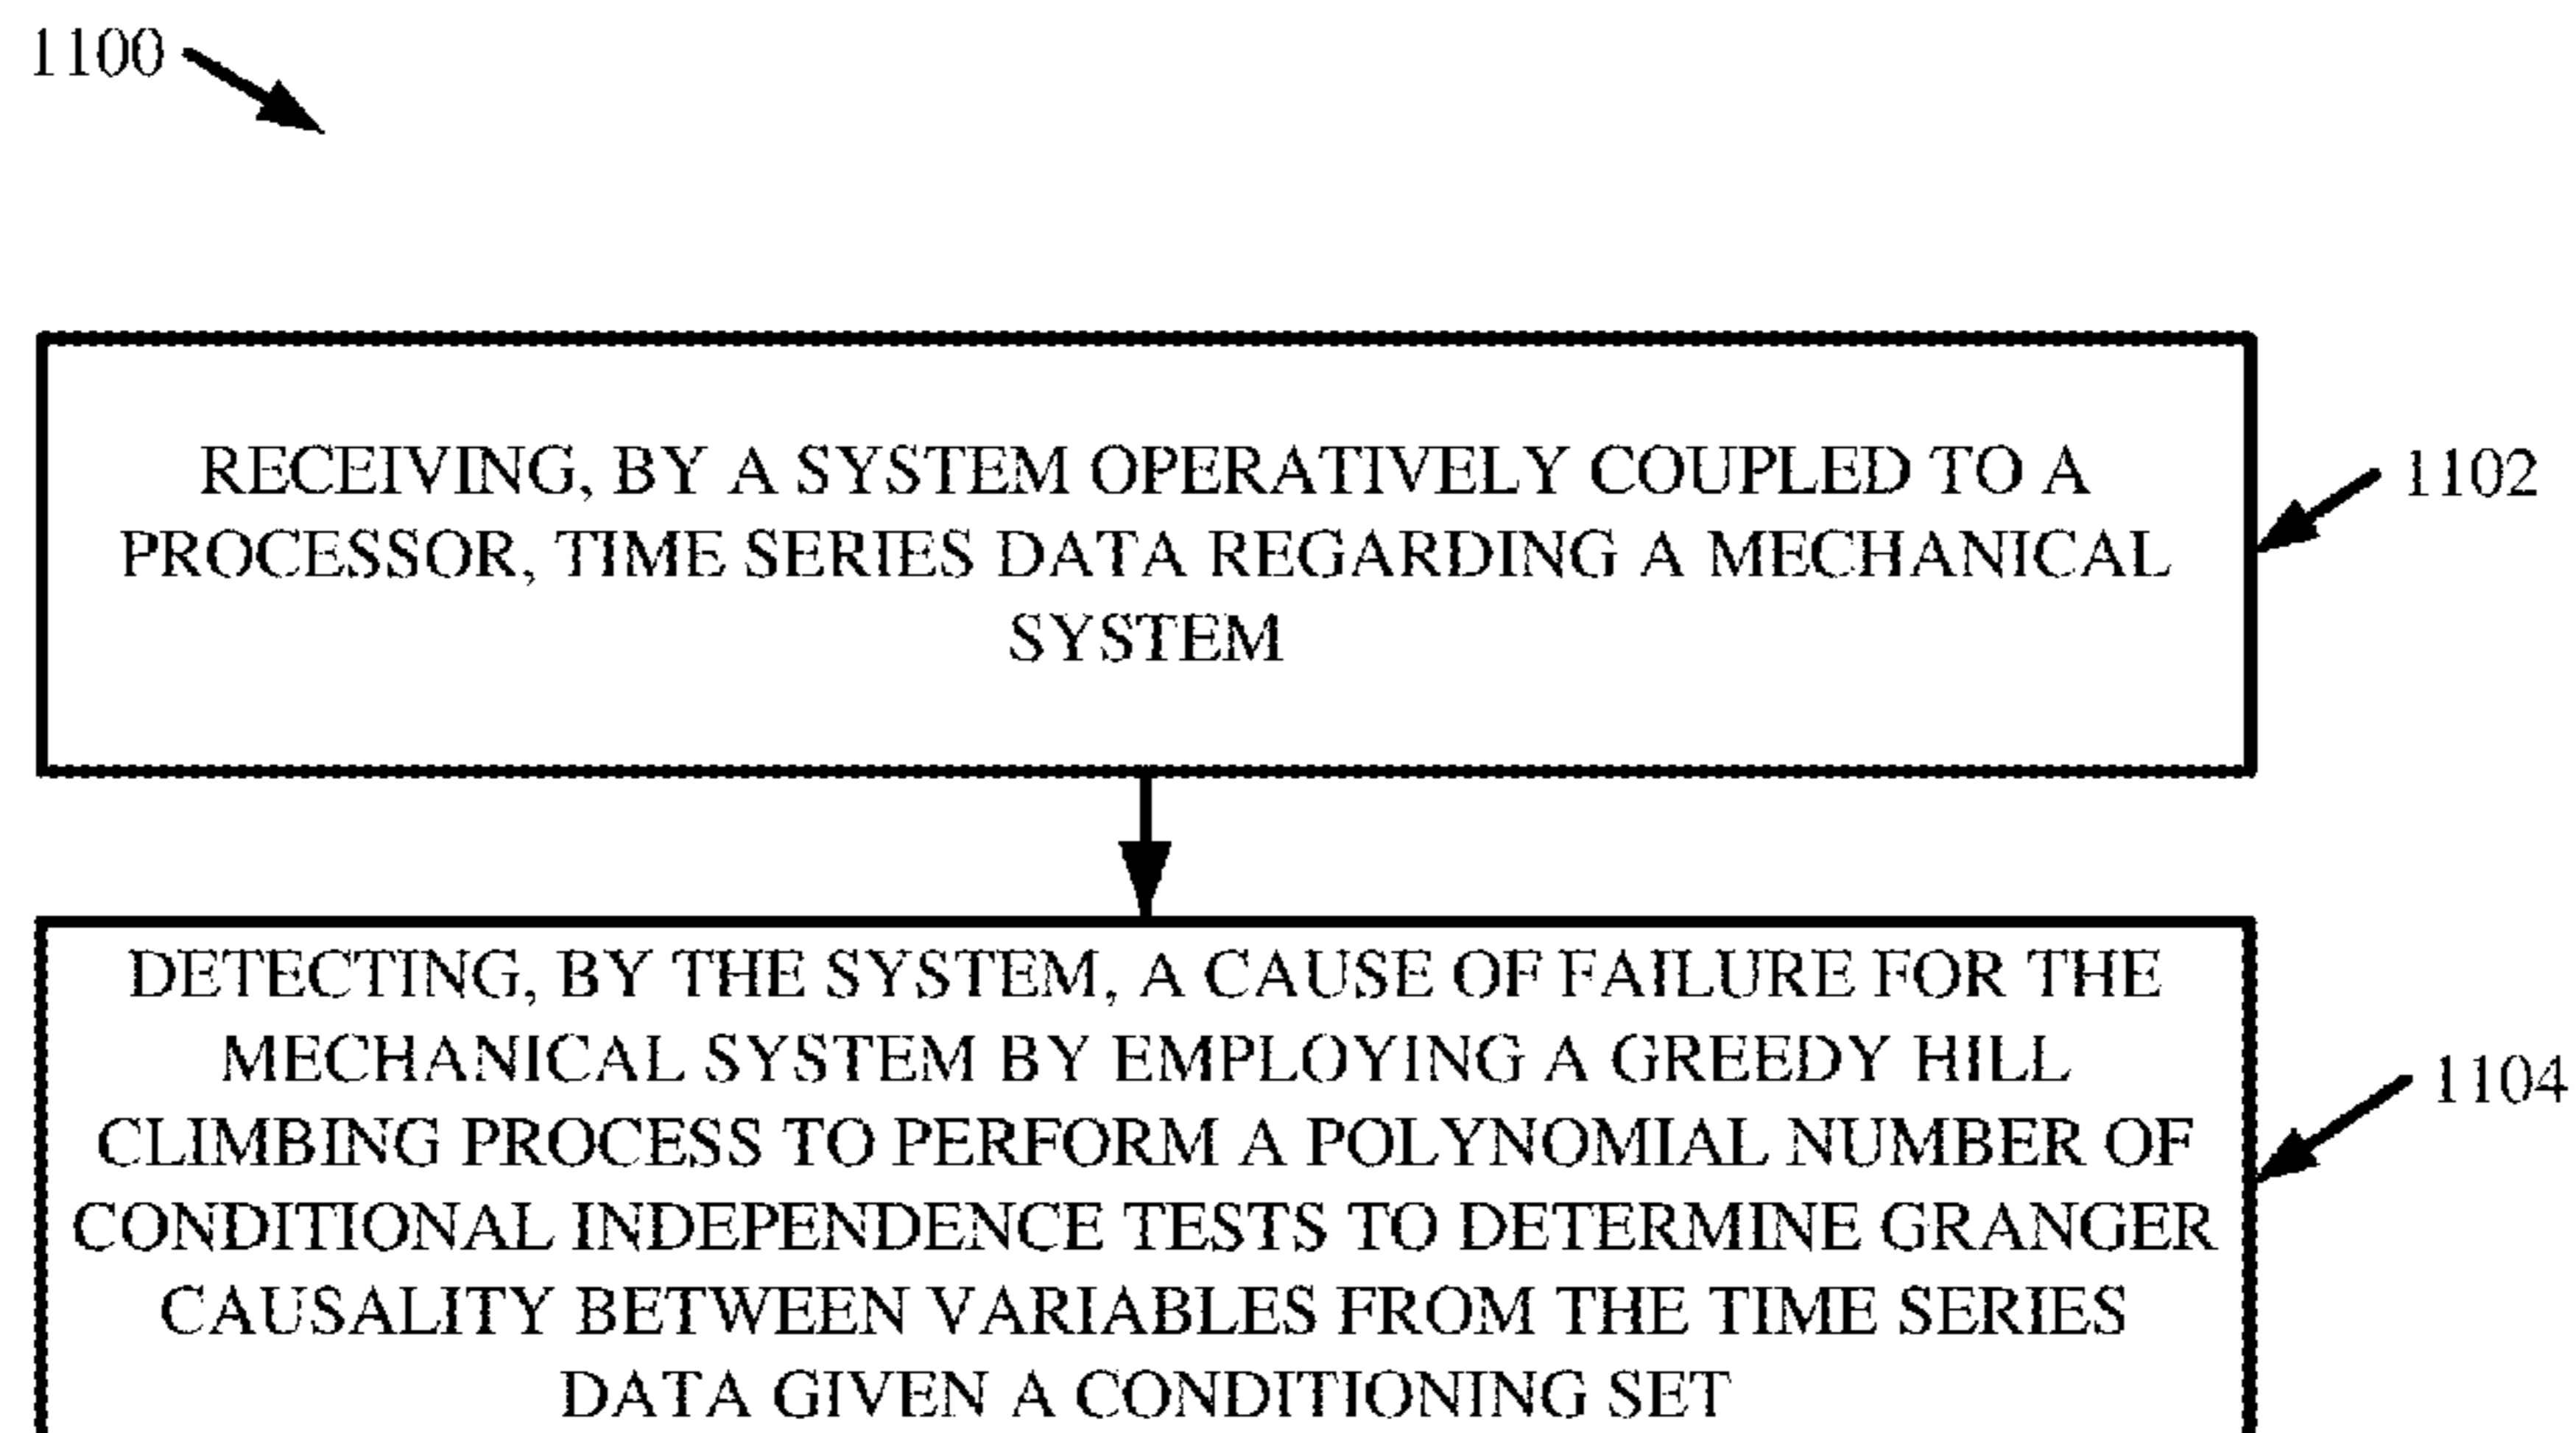 1100
RECEIVING, BY A SYSTEM OPERATIVELY COUPLED TO A
PROCESSOR, TIME SERIES DATA REGARDING A MECHANICAL
SYSTEM
1102
DETECTING, BY THE SYSTEM, A CAUSE OF FAILURE FOR THE
MECHANICAL SYSTEM BY EMPLOYING A GREEDY HILL
CLIMBING PROCESS TO PERFORM A POLYNOMIAL NUMBER OF
CONDITIONAL INDEPENDENCE TESTS TO DETERMINE GRANGER
CAUSALITY BETWEEN VARIABLES FROM THE TIME SERIES
DATA GIVEN A CONDITIONING SET
1104